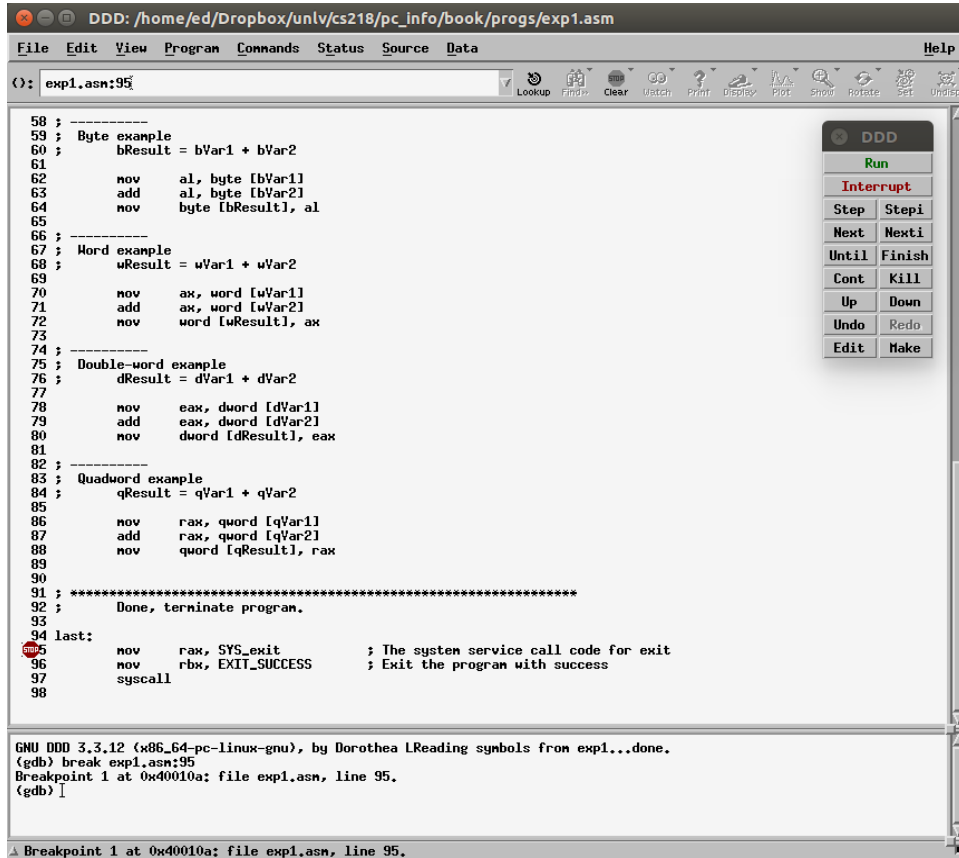 DDD: /home/ed/Dropbox/unlv/cs218/pc_info/book/progs/exp1.asm
File Edit View Program Commands Status Source Data Help
(): exp1.asm:95
Lookup Find» Clear Watch Print Display Plot Show Rotate Set Undisp
58 ; ----------
59 ;  Byte example
60 ;       bResult = bVar1 + bVar2
61
62         mov     al, byte [bVar1]
63         add     al, byte [bVar2]
64         mov     byte [bResult], al
65
66 ; ----------
67 ;  Word example
68 ;       wResult = wVar1 + wVar2
69
70         mov     ax, word [wVar1]
71         add     ax, word [wVar2]
72         mov     word [wResult], ax
73
74 ; ----------
75 ;  Double-word example
76 ;       dResult = dVar1 + dVar2
77
78         mov     eax, dword [dVar1]
79         add     eax, dword [dVar2]
80         mov     dword [dResult], eax
81
82 ; ----------
83 ;  Quadword example
84 ;       qResult = qVar1 + qVar2
85
86         mov     rax, qword [qVar1]
87         add     rax, qword [qVar2]
88         mov     qword [qResult], rax
89
90
91 ; *****************************************************************
92 ;       Done, terminate program.
93
94 last:
STOP 5         mov     rax, SYS_exit           ; The system service call code for exit
96         mov     rbx, EXIT_SUCCESS       ; Exit the program with success
97         syscall
98
DDD
Run
Interrupt
Step Stepi
Next Nexti
Until Finish
Cont Kill
Up Down
Undo Redo
Edit Make
GNU DDD 3.3.12 (x86_64-pc-linux-gnu), by Dorothea LReading symbols from exp1...done.
(gdb) break exp1.asm:95
Breakpoint 1 at 0x40010a: file exp1.asm, line 95.
(gdb)
Breakpoint 1 at 0x40010a: file exp1.asm, line 95.